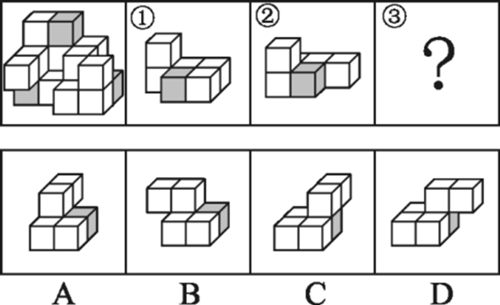 ① ② ③
?
A B C D